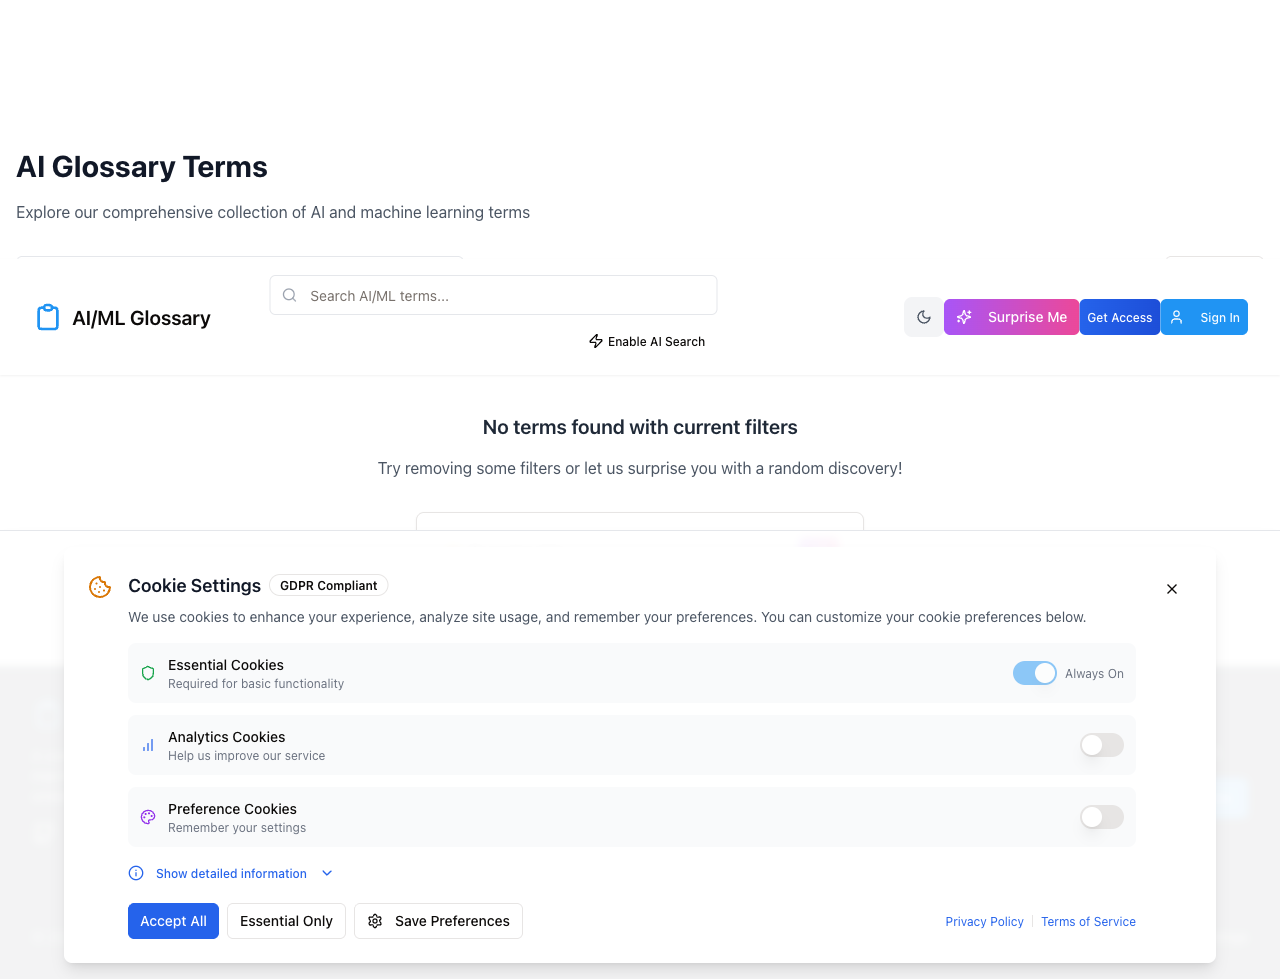 AI Glossary Terms
Explore our comprehensive collection of AI and machine learning terms
AI/ML Glossary
Search AI/ML terms...
Enable AI Search
Surprise Me
Get Access
Sign In
No terms found with current filters
Try removing some filters or let us surprise you with a random discovery!
Cookie Settings
GDPR Compliant
We use cookies to enhance your experience, analyze site usage, and remember your preferences. You can customize your cookie preferences below.
Essential Cookies
Required for basic functionality
Always On
Analytics Cookies
Help us improve our service
Preference Cookies
Remember your settings
Show detailed information
Accept All
Essential Only
Save Preferences
Privacy Policy
Terms of Service